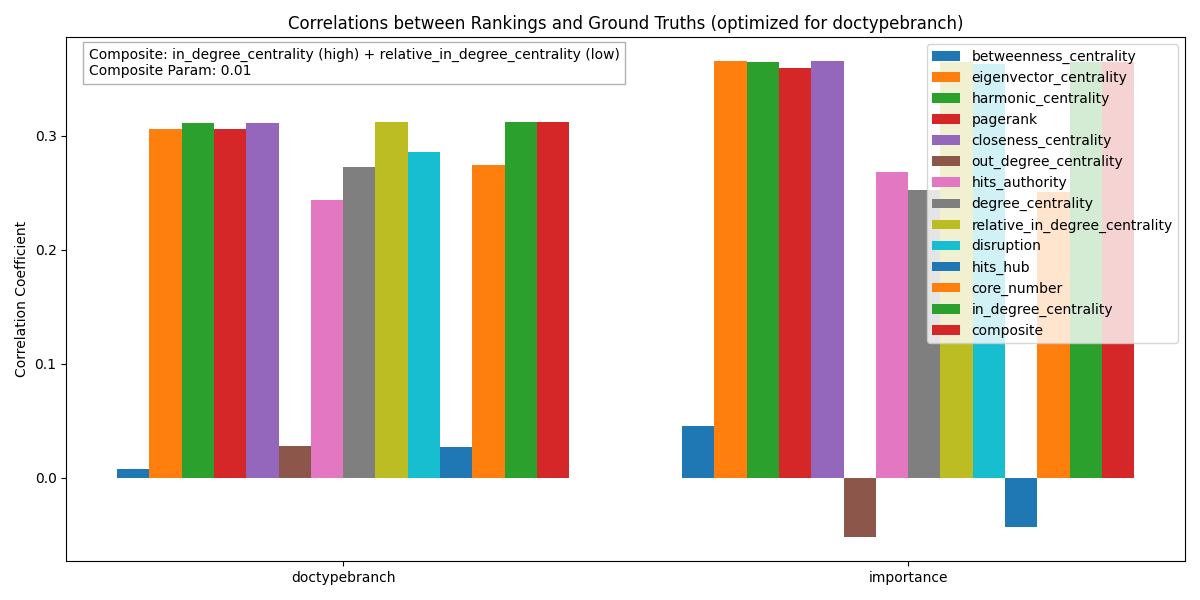 Correlations between Rankings and Ground Truths (optimized for doctypebranch)
Composite: in_degree_centrality (high) + relative_in_degree_centrality (low)
Composite Param: 0.01
betweenness_centrality
eigenvector_centrality
harmonic_centrality
pagerank
closeness_centrality
out_degree_centrality
hits_authority
degree_centrality
relative_in_degree_centrality
disruption
hits_hub
core_number
in_degree_centrality
composite
Correlation Coefficient
0.3
0.2
0.1
0.0
doctypebranch
importance